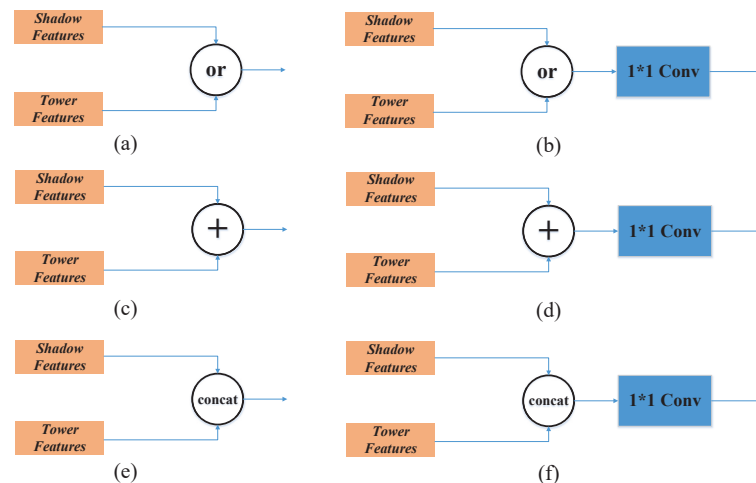 Shadow
Features
or
Tower
Features
(a)
Shadow
Features
or
1*1 Conv
Tower
Features
(b)
Shadow
Features
+
Tower
Features
(c)
Shadow
Features
+
1*1 Conv
Tower
Features
(d)
Shadow
Features
concat
Tower
Features
(e)
Shadow
Features
concat
1*1 Conv
Tower
Features
(f)